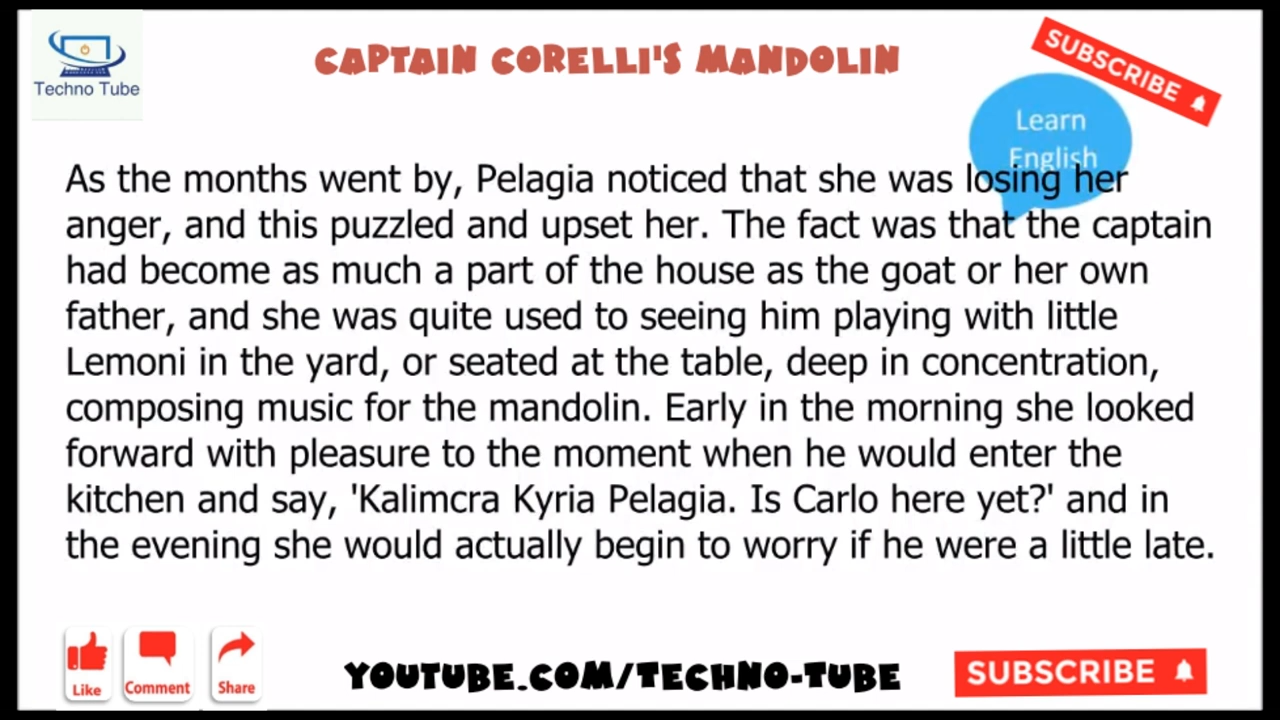 Techno Tube
CAPTAIN CORELLI'S MANDOLIN
SUBSCRIBE
Learn
English
As the months went by, Pelagia noticed that she was losing her
anger, and this puzzled and upset her. The fact was that the captain
had become as much a part of the house as the goat or her own
father, and she was quite used to seeing him playing with little
Lemoni in the yard, or seated at the table, deep in concentration,
composing music for the mandolin. Early in the morning she looked
forward with pleasure to the moment when he would enter the
kitchen and say, 'Kalimcra Kyria Pelagia. Is Carlo here yet?' and in
the evening she would actually begin to worry if he were a little late.
Like
Comment
Share
YOUTUBE.COM/TECHNO-TUBE
SUBSCRIBE